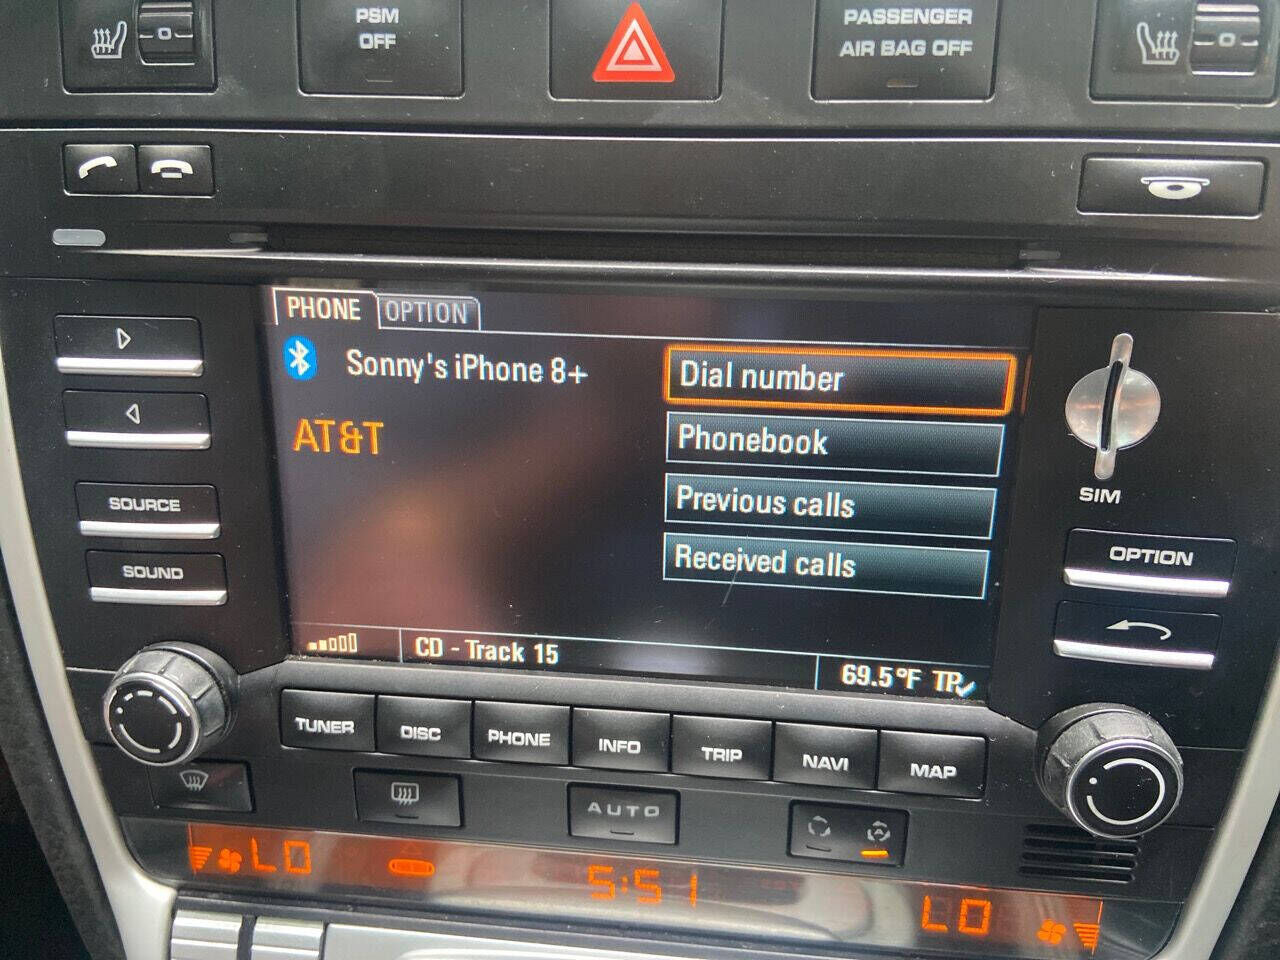 PSM
OFF
PASSENGER
AIR BAG OFF
PHONE OPTION
Sonny's iPhone 8+
AT&T
Dial number
Phonebook
Previous calls
Received calls
CD - Track 15
69.5°F TP
SOURCE
SOUND
SIM
OPTION
TUNER DISC PHONE INFO TRIP NAVI MAP
AUTO
A
LO 5:51 LO